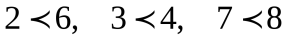 2 ≺ 6, 3 ≺ 4, 7 ≺ 8